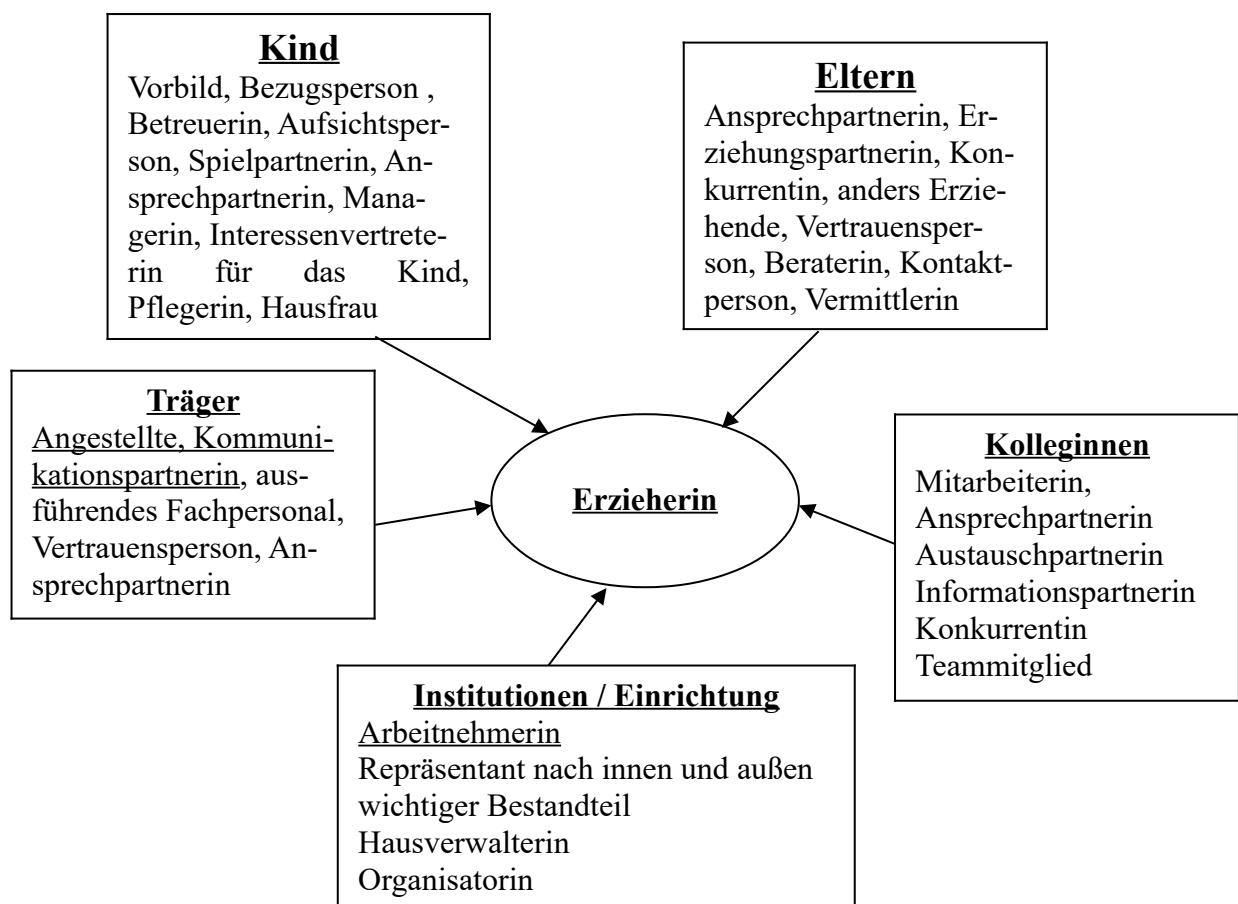 Kind
Vorbild, Bezugsperson ,
Betreuerin, Aufsichtsper-
son, Spielpartnerin, An-
sprechpartnerin, Mana-
gerin, Interessenvertrete-
rin für das Kind,
Pflegerin, Hausfrau
Eltern
Ansprechpartnerin, Er-
ziehungspartnerin, Kon-
kurrentin, anders Erzie-
hende, Vertrauensper-
son, Beraterin, Kontakt-
person, Vermittlerin
Träger
Angestellte, Kommuni-
kationspartnerin, aus-
führendes Fachpersonal,
Vertrauensperson, An-
sprechpartnerin
Erzieherin
Kolleginnen
Mitarbeiterin,
Ansprechpartnerin
Austauschpartnerin
Informationspartnerin
Konkurrentin
Teammitglied
Institutionen / Einrichtung
Arbeitnehmerin
Repräsentant nach innen und außen
wichtiger Bestandteil
Hausverwalterin
Organisatorin